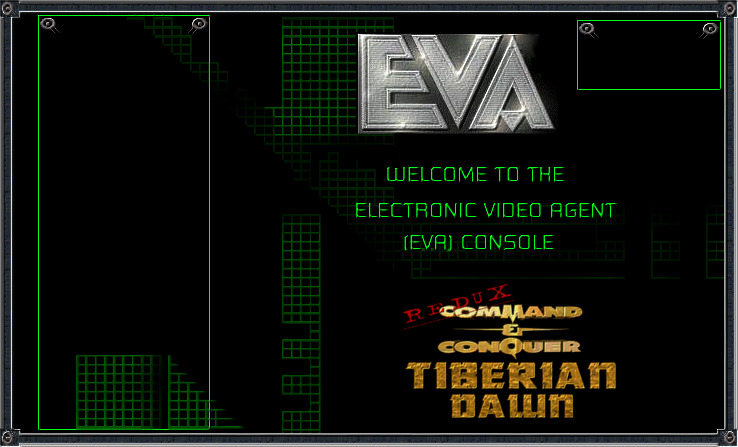 EVA
WELCOME TO THE
ELECTRONIC VIDEO AGENT
(EVA) CONSOLE
REDUX
COMMAND
&
CONQUER
TIBERIAN
DAWN